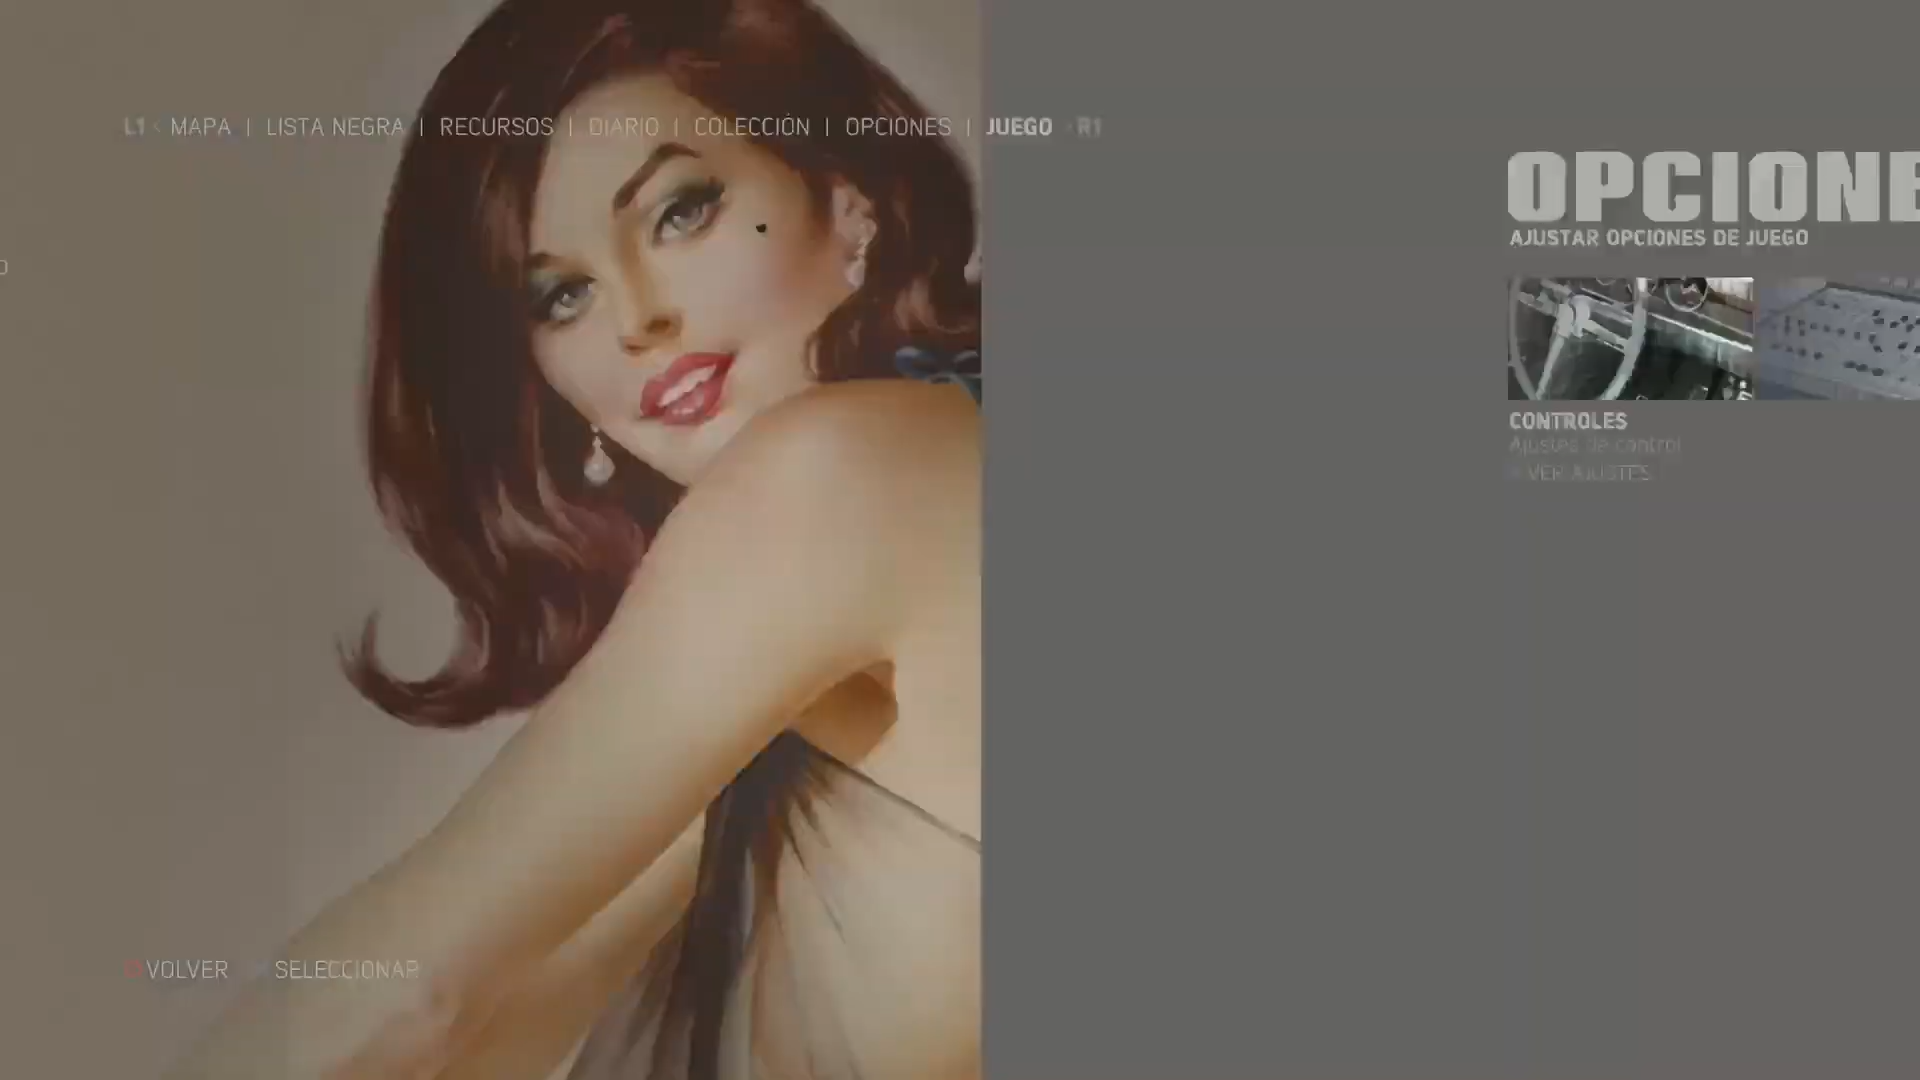 L1 < MAPA | LISTA NEGRA | RECURSOS | DIARIO | COLECCIÓN | OPCIONES | JUEGO > R1
OPCIONE
AJUSTAR OPCIONES DE JUEGO
O
CONTROLES
Ajustes de control
VER AJUSTES
VOLVER SELECCIONAR